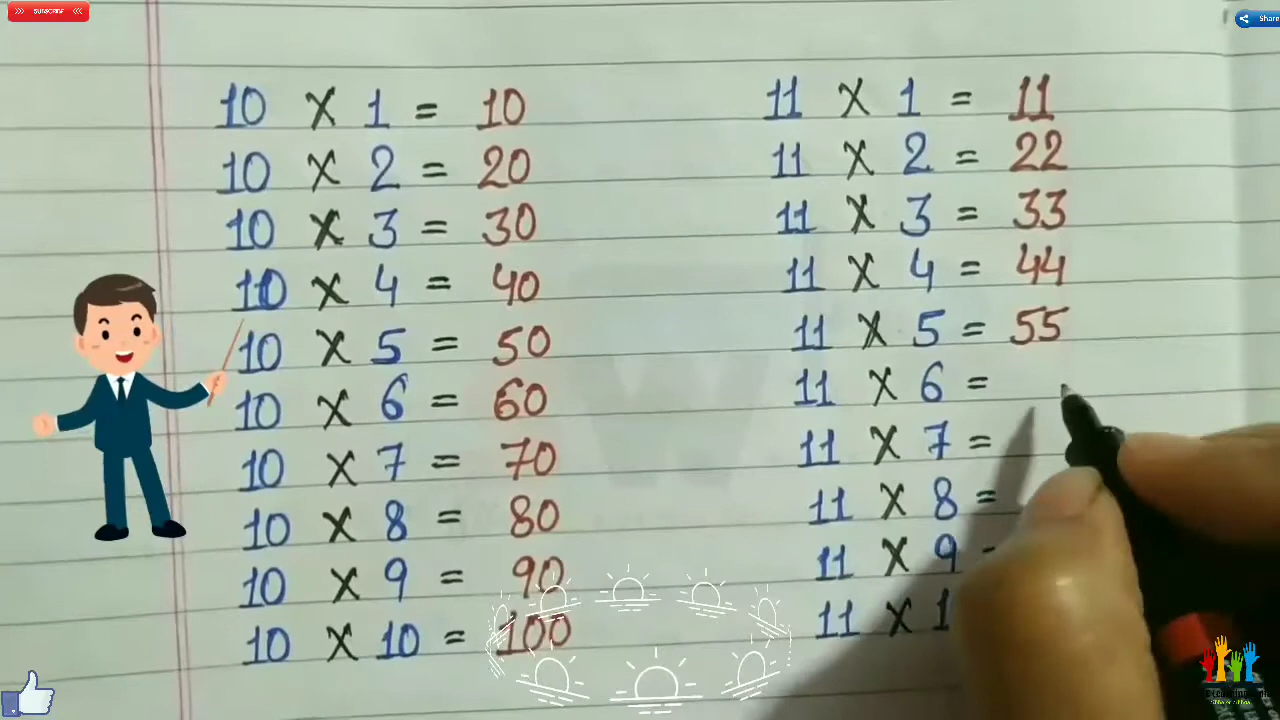 SUBSCRIBE
Share
10 X 1 = 10
10 X 2 = 20
10 X 3 = 30
10 X 4 = 40
10 X 5 = 50
10 X 6 = 60
10 X 7 = 70
10 X 8 = 80
10 X 9 = 90
10 X 10 = 100
11 X 1 = 11
11 X 2 = 22
11 X 3 = 33
11 X 4 = 44
11 X 5 = 55
11 X 6 =
11 X 7 =
11 X 8 =
11 X 9
11 X 1